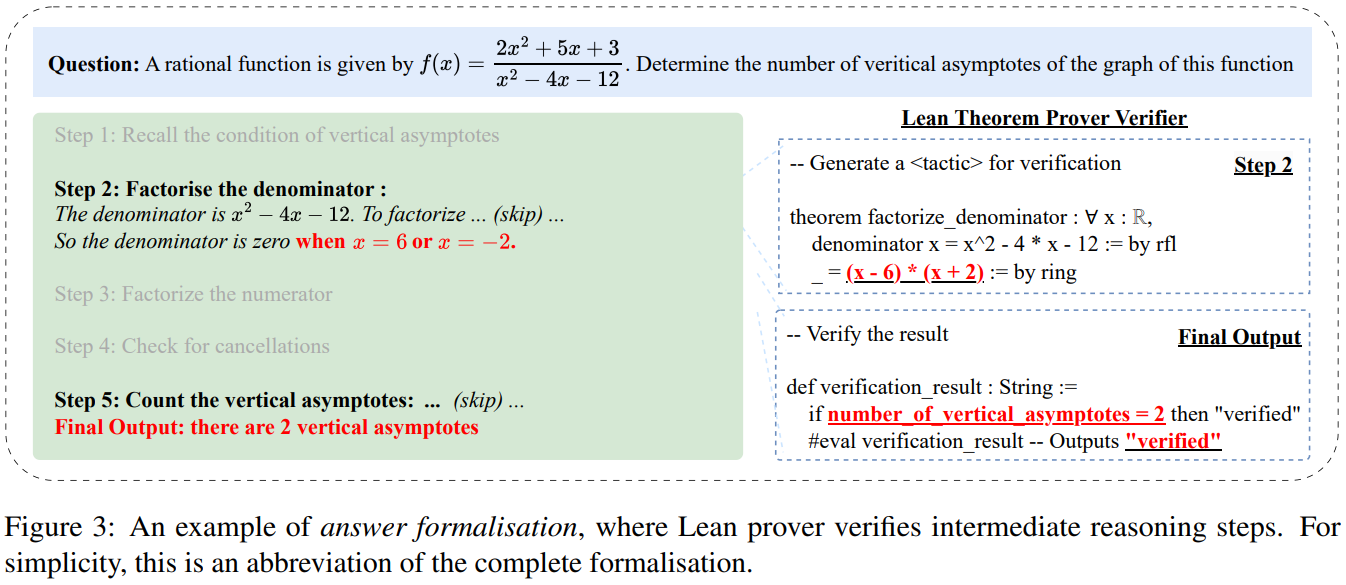 Question: A rational function is given by f(x) = \frac{2x^2 + 5x + 3}{x^2 - 4x - 12}. Determine the number of veritical asymptotes of the graph of this function
Step 1: Recall the condition of vertical asymptotes
Step 2: Factorise the denominator :
The denominator is x^2 − 4x − 12. To factorize ... (skip) ...
So the denominator is zero when x = 6 or x = −2.
Step 3: Factorize the numerator
Step 4: Check for cancellations
Step 5: Count the vertical asymptotes: ... (skip) ...
Final Output: there are 2 vertical asymptotes
Lean Theorem Prover Verifier
-- Generate a <tactic> for verification Step 2
theorem factorize_denominator : ∀ x : ℝ,
denominator x = x^2 - 4 * x - 12 := by rfl
_ = (x - 6) * (x + 2) := by ring
-- Verify the result Final Output
def verification_result : String :=
if number_of_vertical_asymptotes = 2 then "verified"
#eval verification_result -- Outputs "verified"
Figure 3: An example of answer formalisation, where Lean prover verifies intermediate reasoning steps. For
simplicity, this is an abbreviation of the complete formalisation.